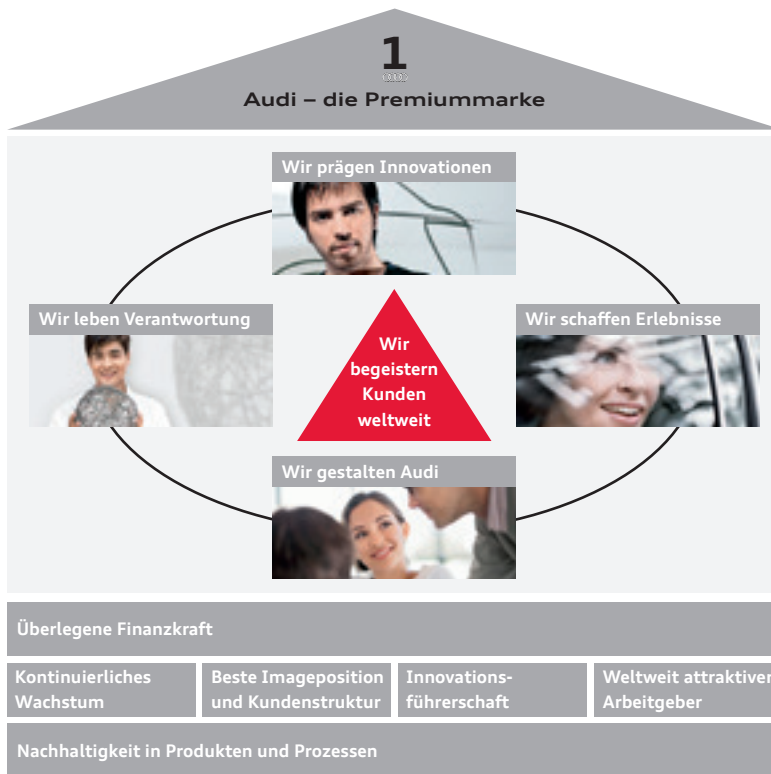 1
Audi – die Premiummarke
Wir prägen Innovationen
Wir leben Verantwortung
Wir schaffen Erlebnisse
Wir
begeistern
Kunden
weltweit
Wir gestalten Audi
Überlegene Finanzkraft
Kontinuierliches
Wachstum
Beste Imageposition
und Kundenstruktur
Innovations-
führerschaft
Weltweit attraktiver
Arbeitgeber
Nachhaltigkeit in Produkten und Prozessen